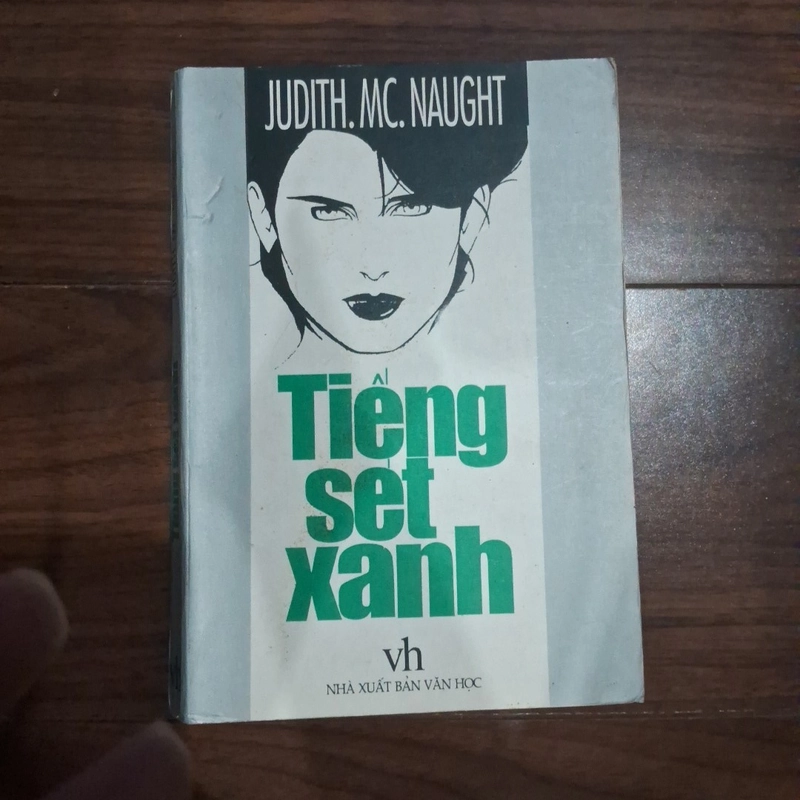 JUDITH. MC. NAUGHT
Tiếng
sét
xanh
vh
NHÀ XUẤT BẢN VĂN HỌC